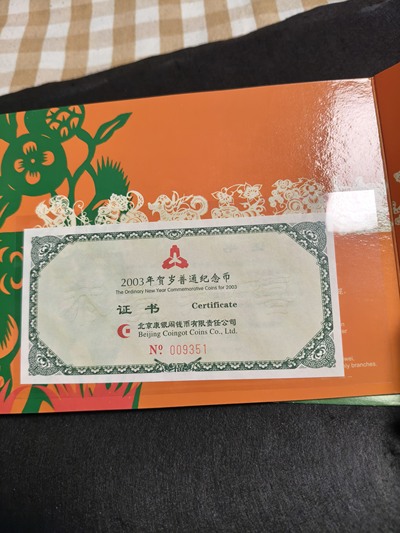 2003年贺岁普通纪念币
The Ordinary New Year Commemorative Coins for 2003
证书 Certificate
北京康银阁钱币有限责任公司
Beijing Coingot Coins Co., Ltd.
Nº 009351
branches.